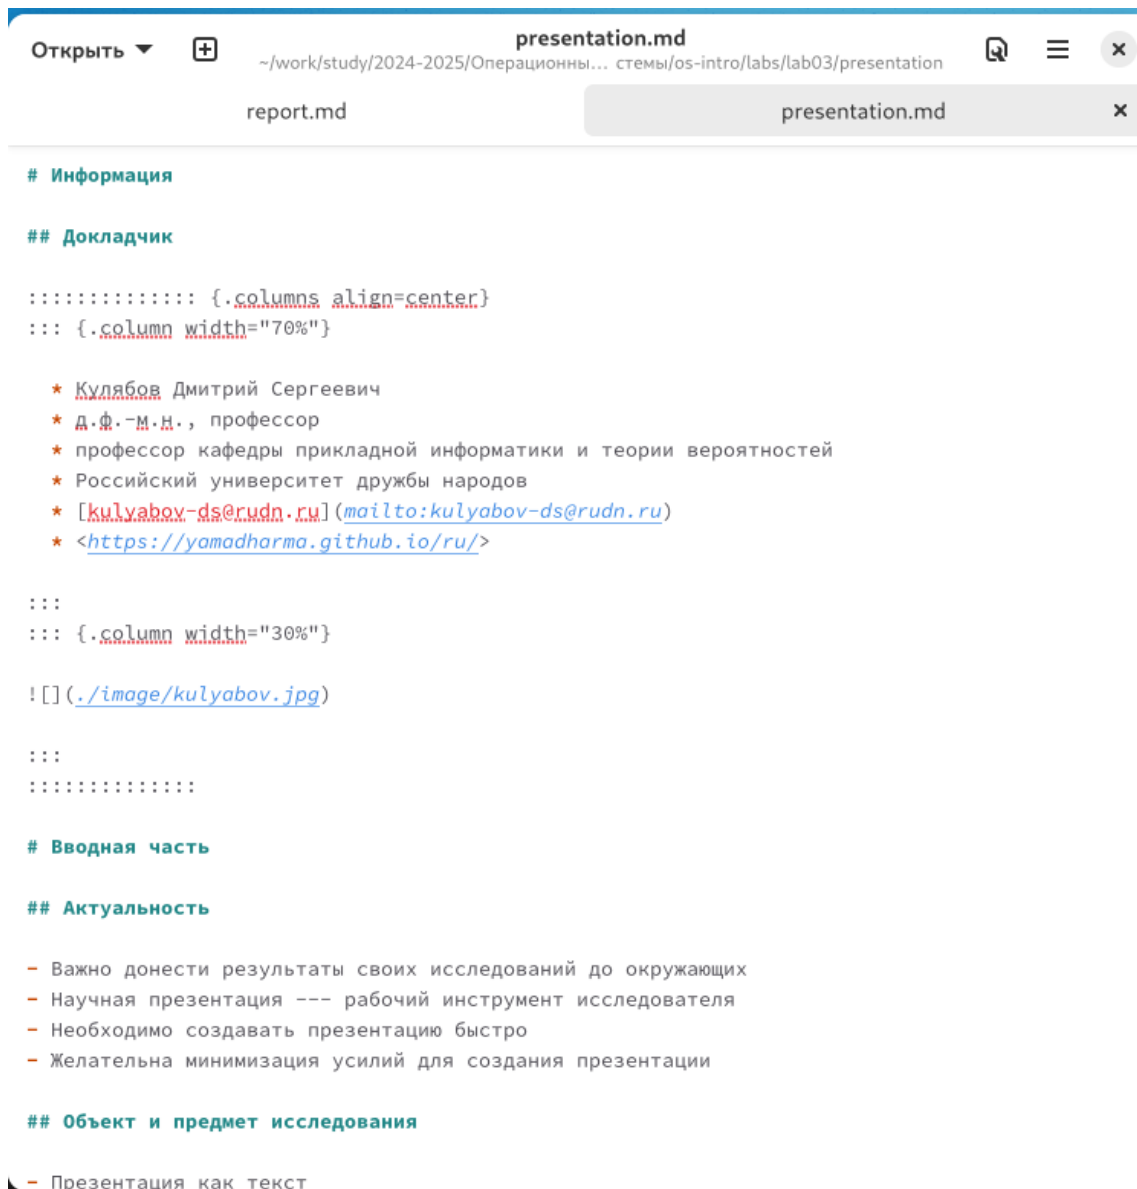 Открыть
presentation.md
~/work/study/2024-2025/Операционны... стемы/os-intro/labs/lab03/presentation
report.md
presentation.md
# Информация
## Докладчик
:::::::::::::: {.columns align=center}
::: {.column width="70%"}
* Кулябов Дмитрий Сергеевич
* д.ф.-м.н., профессор
* профессор кафедры прикладной информатики и теории вероятностей
* Российский университет дружбы народов
* [kulyabov-ds@rudn.ru](mailto:kulyabov-ds@rudn.ru)
* <https://yamadharma.github.io/ru/>
:::
::: {.column width="30%"}
![](./image/kulyabov.jpg)
:::
::::::::::::::
# Вводная часть
## Актуальность
- Важно донести результаты своих исследований до окружающих
- Научная презентация --- рабочий инструмент исследователя
- Необходимо создавать презентацию быстро
- Желательна минимизация усилий для создания презентации
## Объект и предмет исследования
- Презентация как текст